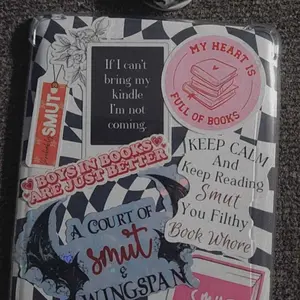 If I can't
bring my
kindle
I'm not
coming.
MY HEART IS
FULL OF BOOKS
SMUT
BOYS IN BOOKS
ARE JUST BETTER
KEEP CALM
And
Keep Reading
Smut
You Filthy
Book Whore
A COURT OF
smut
&
WINGSPAN